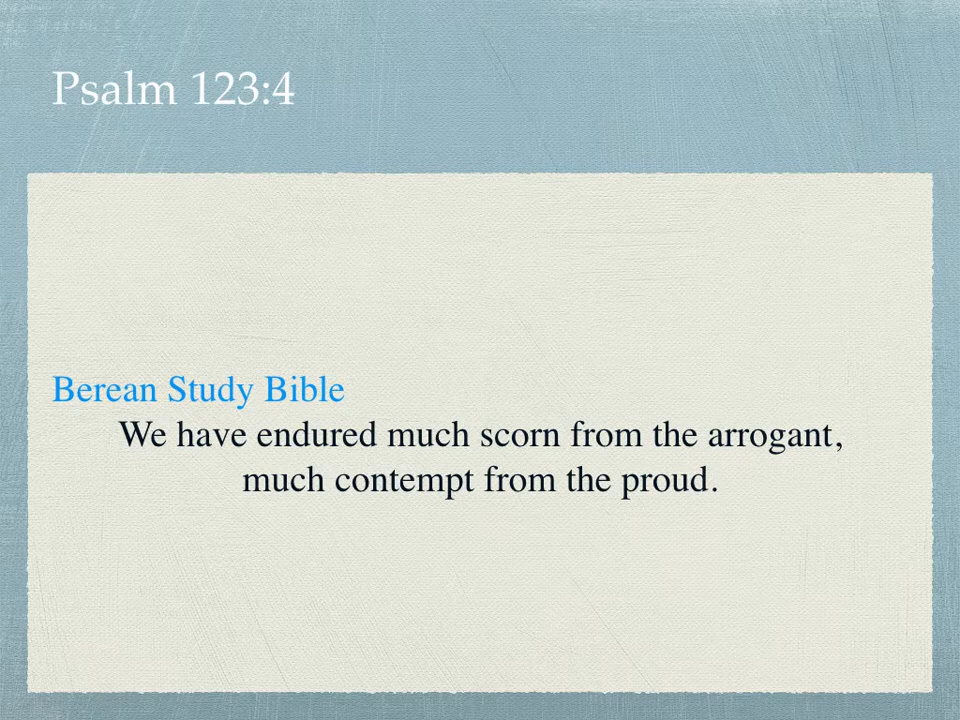 Psalm 123:4
Berean Study Bible
We have endured much scorn from the arrogant,
much contempt from the proud.